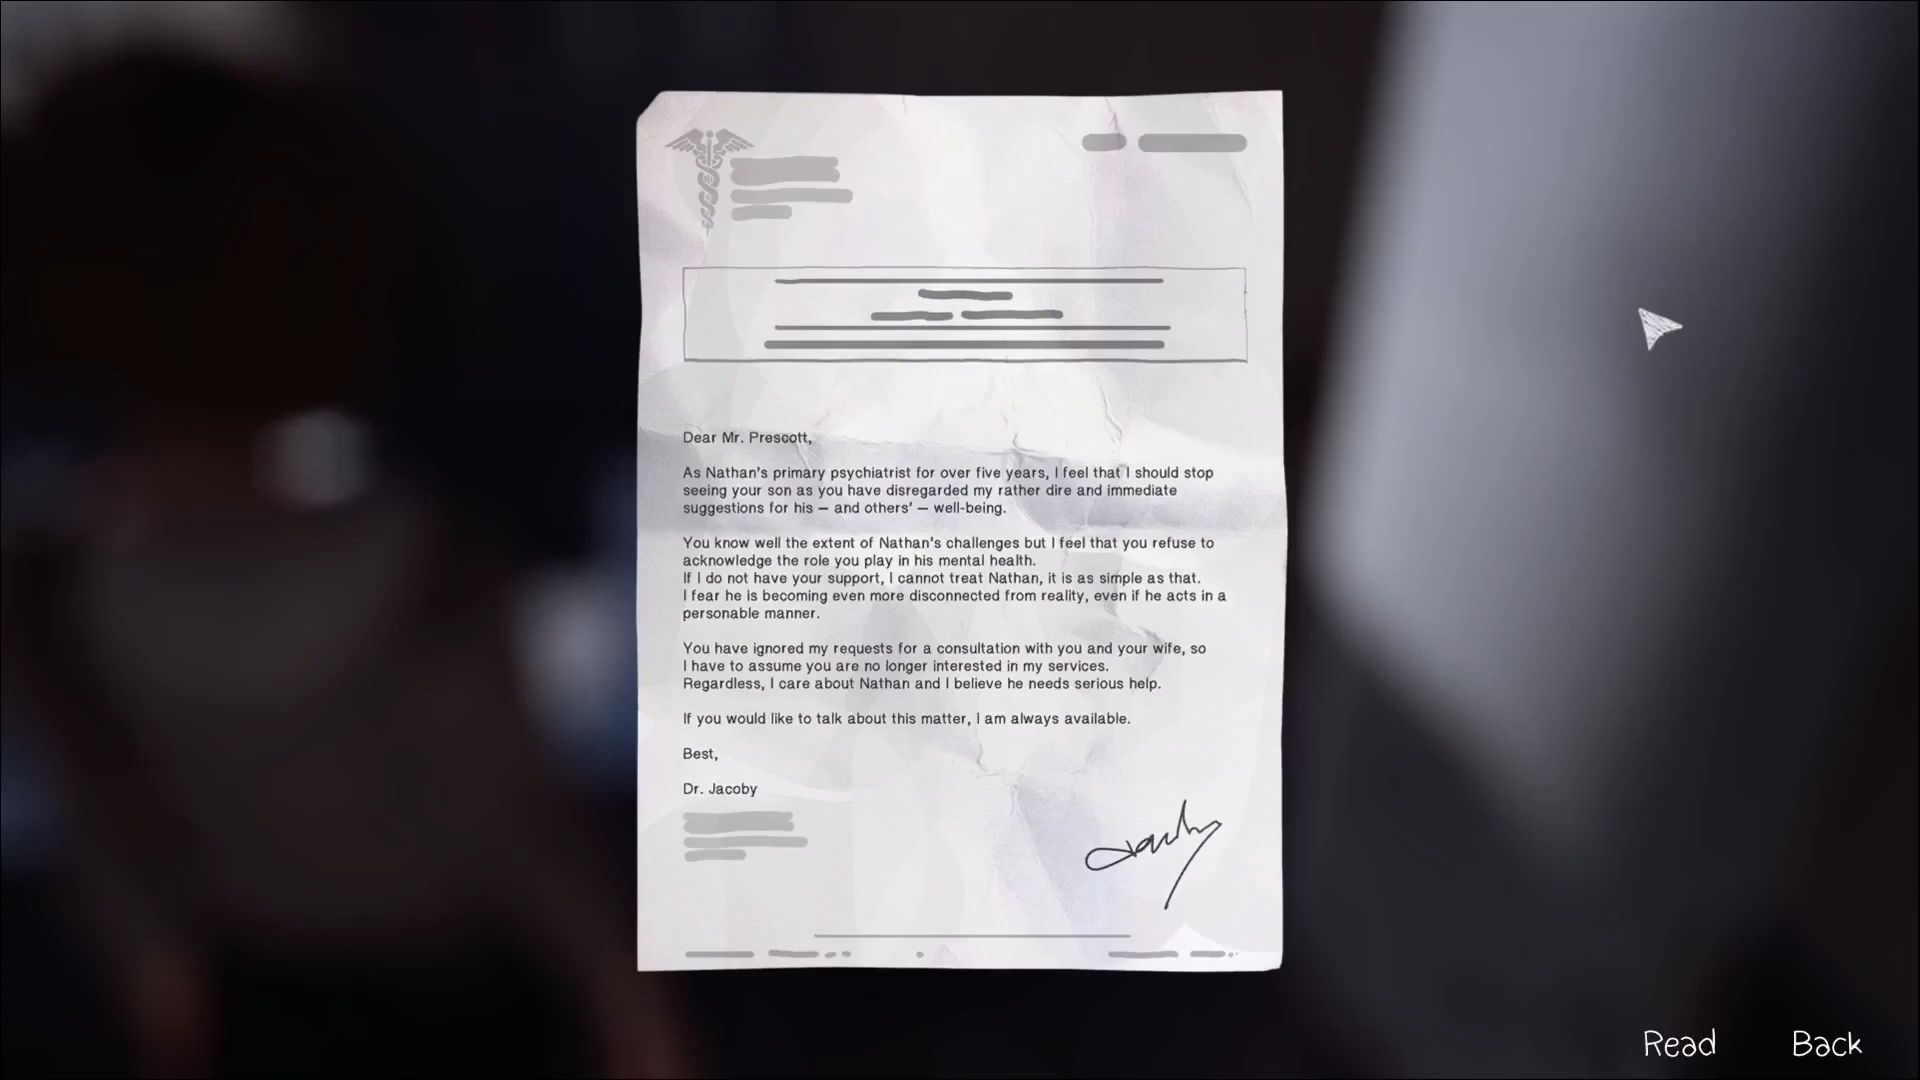 Dear Mr. Prescott,
As Nathan's primary psychiatrist for over five years, I feel that I should stop
seeing your son as you have disregarded my rather dire and immediate
suggestions for his – and others' – well-being.
You know well the extent of Nathan's challenges but I feel that you refuse to
acknowledge the role you play in his mental health.
If I do not have your support, I cannot treat Nathan, it is as simple as that.
I fear he is becoming even more disconnected from reality, even if he acts in a
personable manner.
You have ignored my requests for a consultation with you and your wife, so
I have to assume you are no longer interested in my services.
Regardless, I care about Nathan and I believe he needs serious help.
If you would like to talk about this matter, I am always available.
Best,
Dr. Jacoby
Read Back